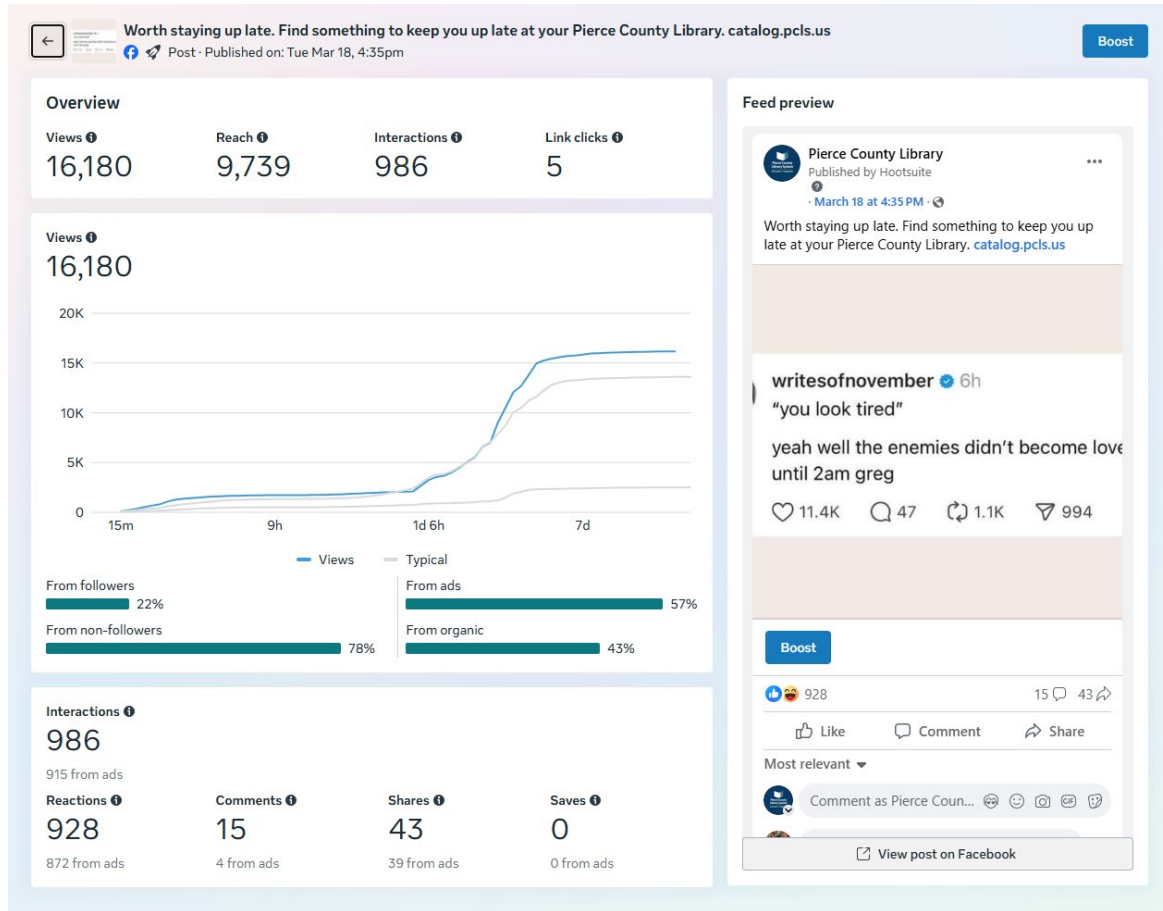 Worth staying up late. Find something to keep you up late at your Pierce County Library. catalog.pcls.us
Post · Published on: Tue Mar 18, 4:35pm
Boost
Overview
Views
16,180
Reach
9,739
Interactions
986
Link clicks
5
Views
16,180
20K
15K
10K
5K
0
15m 9h 1d 6h 7d
Views Typical
From followers
22%
From non-followers
78%
From ads
57%
From organic
43%
Interactions
986
915 from ads
Reactions
928
872 from ads
Comments
15
4 from ads
Shares
43
39 from ads
Saves
0
0 from ads
Feed preview
Pierce County Library
Published by Hootsuite
· March 18 at 4:35 PM ·
Worth staying up late. Find something to keep you up
late at your Pierce County Library. catalog.pcls.us
writesofnovember 6h
“you look tired”
yeah well the enemies didn’t become love
until 2am greg
11.4K 47 1.1K 994
Boost
928 15 43
Like Comment Share
Most relevant
Comment as Pierce Coun... GIF
View post on Facebook